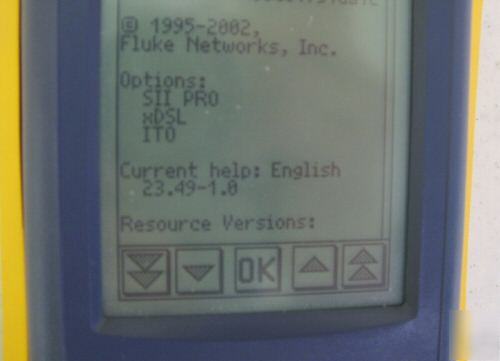 © 1995-2002,
Fluke Networks, Inc.
Options:
SII PRO
xDSL
ITO
Current help: English
23.49-1.0
Resource Versions:
OK